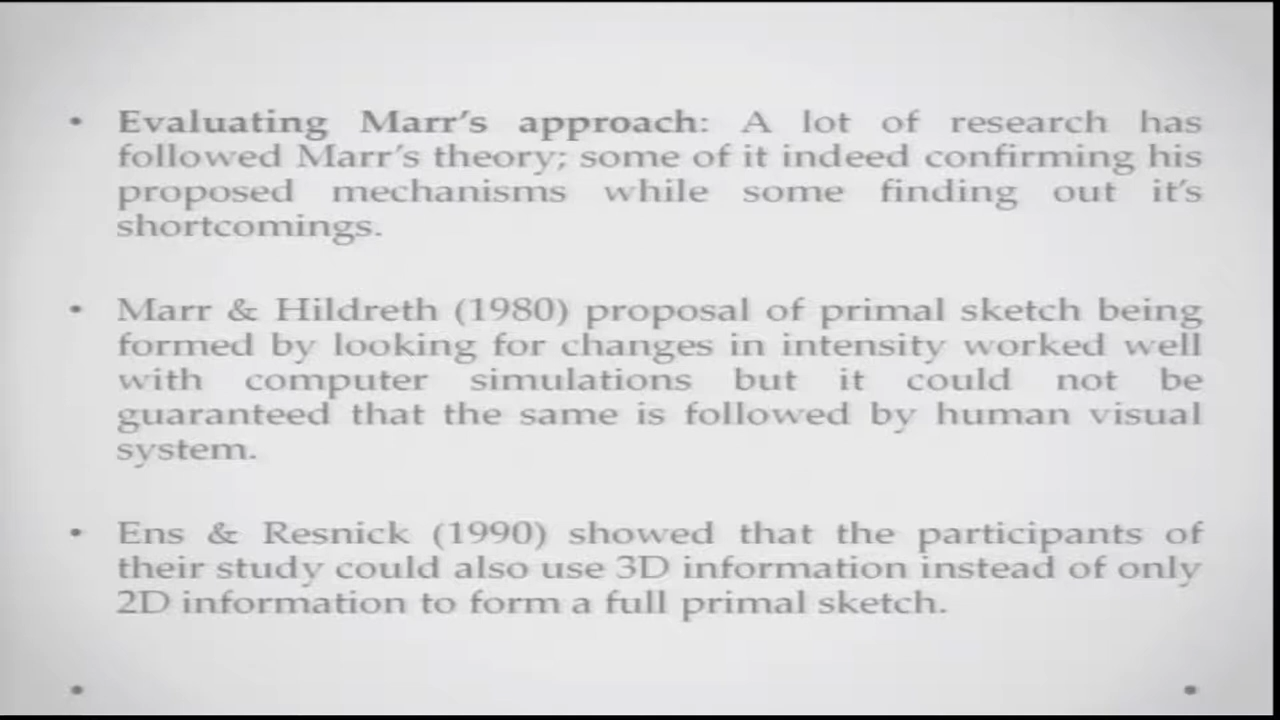 • Evaluating Marr's approach: A lot of research has
followed Marr's theory; some of it indeed confirming his
proposed mechanisms while some finding out it's
shortcomings.
• Marr & Hildreth (1980) proposal of primal sketch being
formed by looking for changes in intensity worked well
with computer simulations but it could not be
guaranteed that the same is followed by human visual
system.
• Ens & Resnick (1990) showed that the participants of
their study could also use 3D information instead of only
2D information to form a full primal sketch.